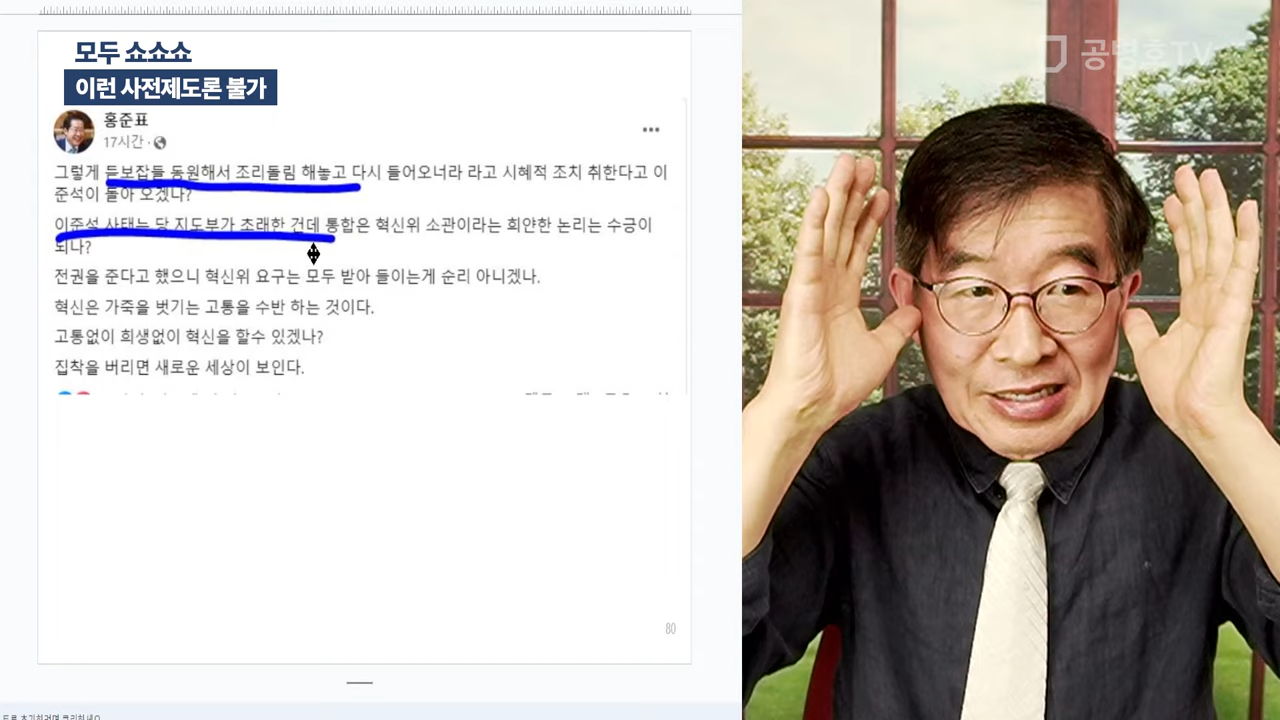 모두 쇼쇼쇼
이런 사전제도론 불가
공병호TV
홍준표
17시간 ·
그렇게 듣보잡들 동원해서 조리돌림 해놓고 다시 들어오너라 라고 시혜적 조치 취한다고 이
준석이 돌아 오겠나?
이준석 사태는 당 지도부가 초래한 건데 통합은 혁신위 소관이라는 희얀한 논리는 수긍이
되나?
전권을 준다고 했으니 혁신위 요구는 모두 받아 들이는게 순리 아니겠나.
혁신은 가죽을 벗기는 고통을 수반 하는 것이다.
고통없이 희생없이 혁신을 할수 있겠나?
집착을 버리면 새로운 세상이 보인다.
80